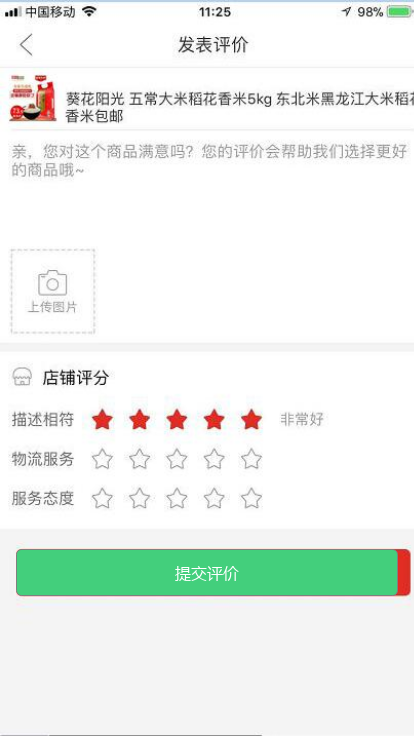 中国移动 11:25 98%
发表评价
葵花阳光 五常大米稻花香米5kg 东北米黑龙江大米稻花
香米包邮
亲，您对这个商品满意吗？您的评价会帮助我们选择更好
的商品哦~
上传图片
店铺评分
描述相符 非常好
物流服务
服务态度
提交评价